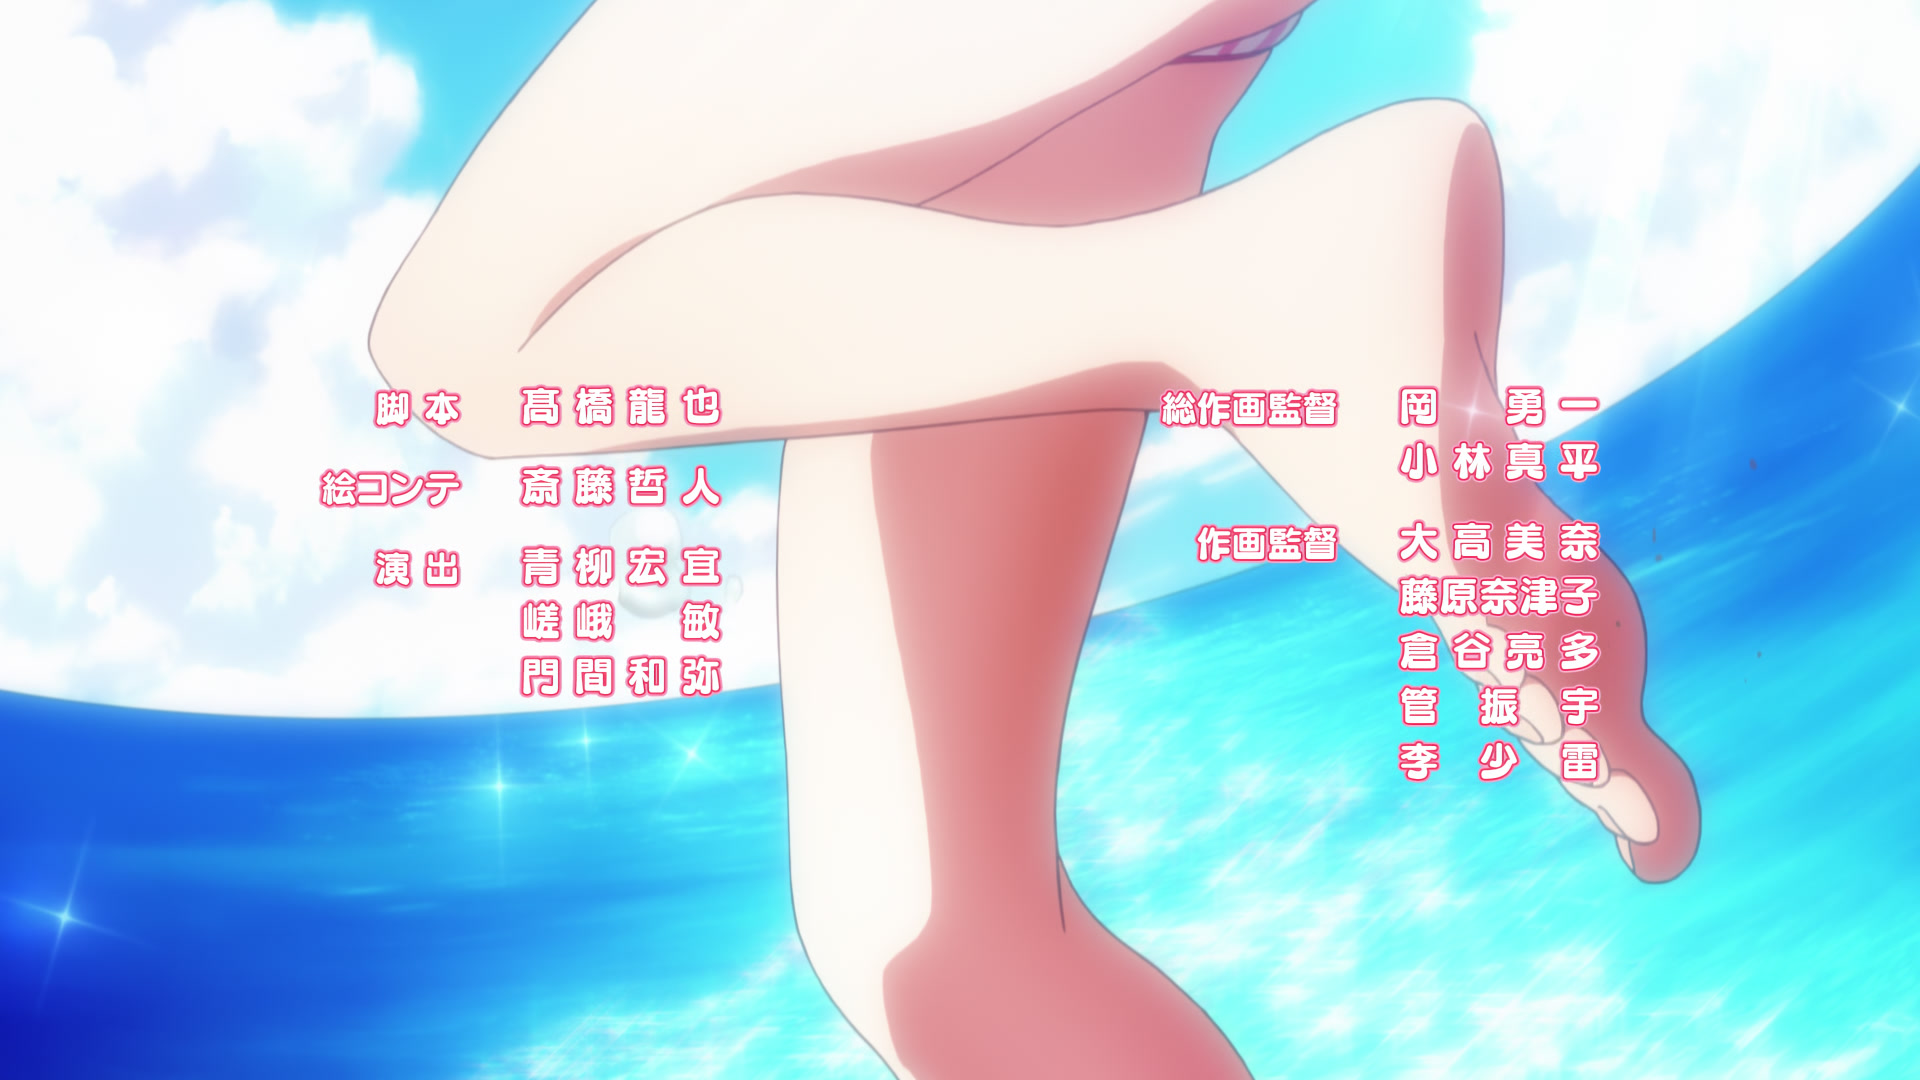 脚本 髙橋龍也
絵コンテ 斎藤哲人
演出 青柳宏宜
嵯峨敏
門間和弥
総作画監督 岡勇一
小林真平
作画監督 大高美奈
藤原奈津子
倉谷亮多
管振宇
李少雷